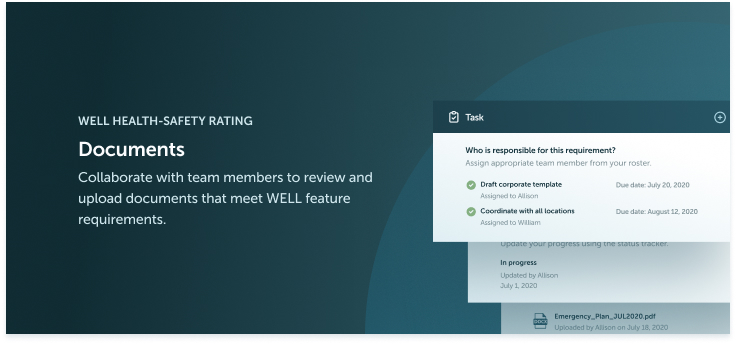 WELL HEALTH-SAFETY RATING
Documents
Collaborate with team members to review and
upload documents that meet WELL feature
requirements.
Task
Who is responsible for this requirement?
Assign appropriate team member from your roster.
Draft corporate template
Due date: July 20, 2020
Assigned to Allison
Coordinate with all locations
Due date: August 12, 2020
Assigned to William
Update your progress using the status tracker.
In progress
Updated by Allison
July 1, 2020
Emergency_Plan_JUL2020.pdf
Uploaded by Allison on July 18, 2020